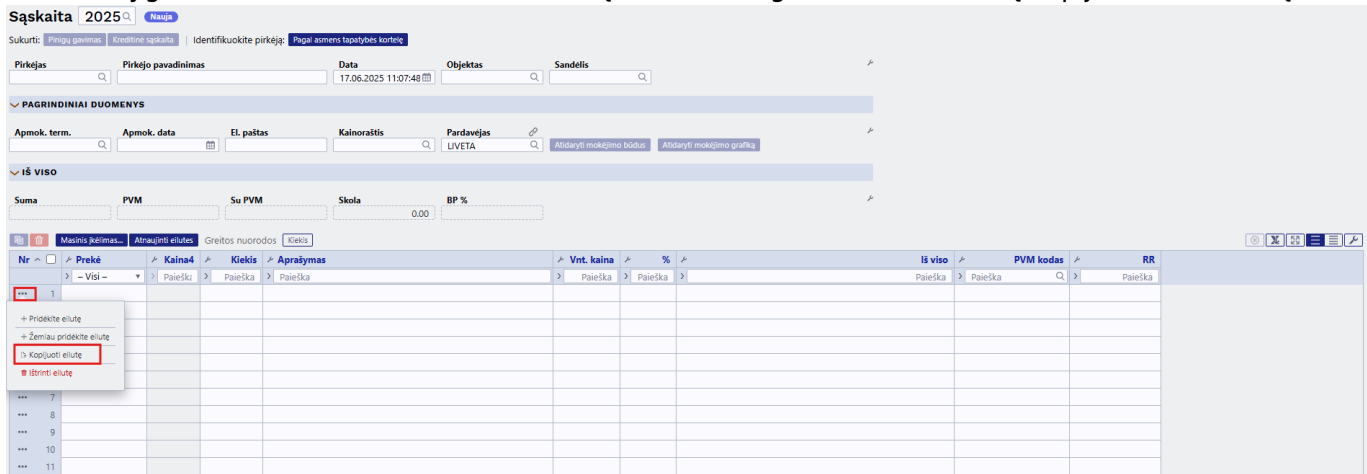 Sąskaita 2025 Nauja
Sukurti: Pinigų gavimas Kreditinė sąskaita | Identifikuokite pirkėją: Pagal asmens tapatybės kortelę
Pirkėjas Pirkėjo pavadinimas Data Objektas Sandėlis
17.06.2025 11:07:48
PAGRINDINIAI DUOMENYS
Apmok. term. Apmok. data El. paštas Kainoraštis Pardavėjas
LIVETA Atidaryti mokėjimo būdus Atidaryti mokėjimo grafiką
IŠ VISO
Suma PVM Su PVM Skola BP %
0.00
Masinis įkėlimas... Atnaujinti eilutes Greitos nuorodos Kiekis
Nr Prekė Kaina4 Kiekis Aprašymas Vnt. kaina % Iš viso PVM kodas RR
– Visi – Paieška Paieška Paieška Paieška Paieška Paieška Paieška Paieška
1
+ Pridėkite eilutę
+ Žemiau pridėkite eilutę
Kopijuoti eilutę
Ištrinti eilutę
7
8
9
10
11